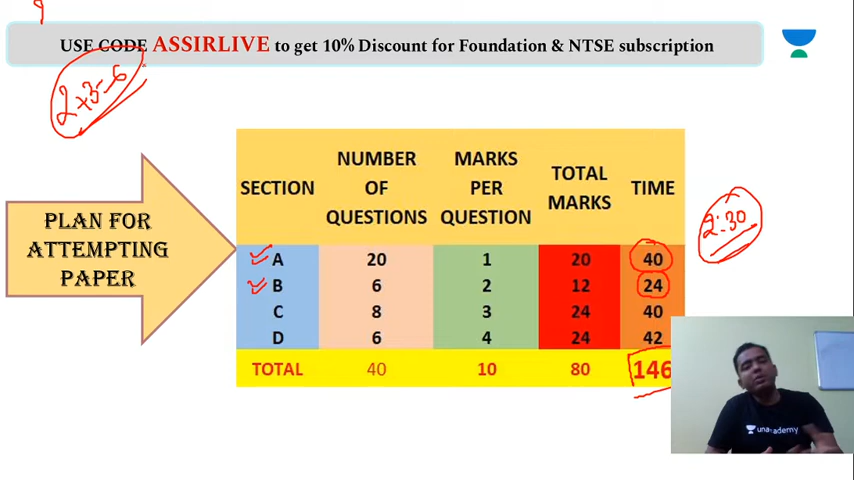 USE CODE ASSIRLIVE to get 10% Discount for Foundation & NTSE subscription
2+3-6
PLAN FOR
ATTEMPTING
PAPER
SECTION NUMBER OF QUESTIONS MARKS PER QUESTION TOTAL MARKS TIME
A 20 1 20 40
B 6 2 12 24
C 8 3 24 40
D 6 4 24 42
TOTAL 40 10 80 146
2:30
unacademy